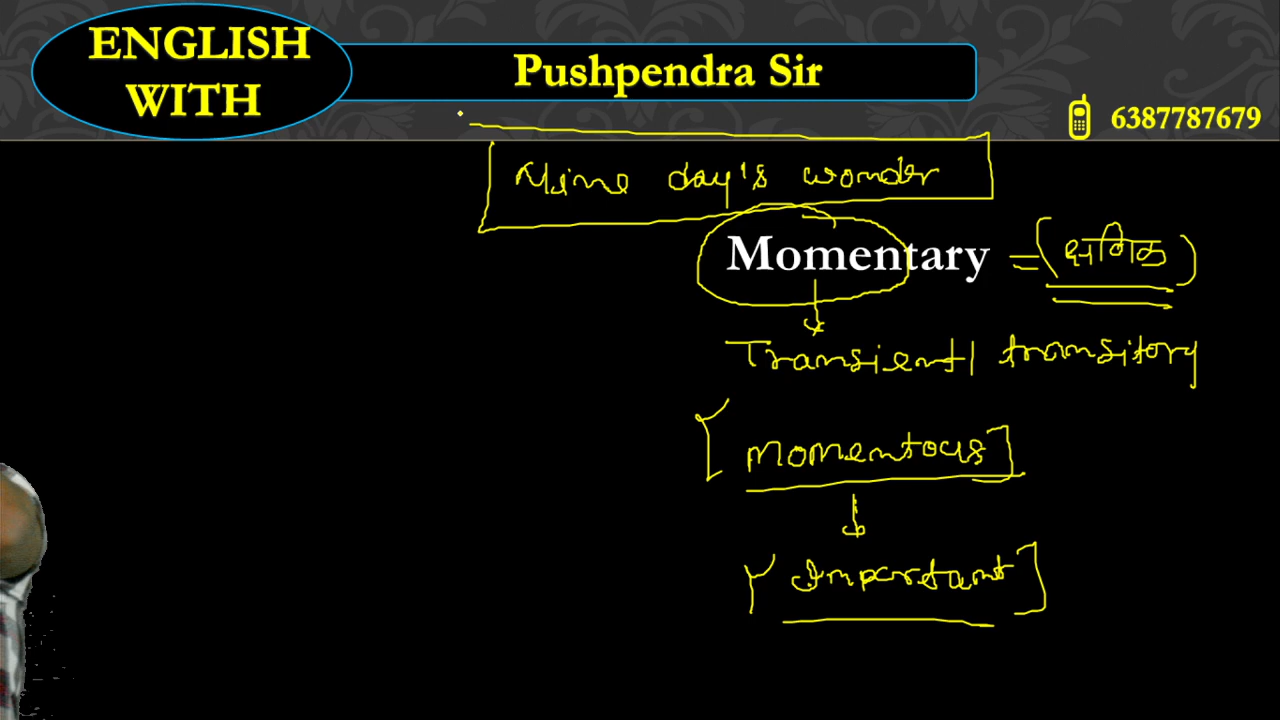 ENGLISH
WITH
Pushpendra Sir
6387787679
Nine day's wonder
Momentary = (क्षणिक)
Transient / transitory
[momentous]
[important]